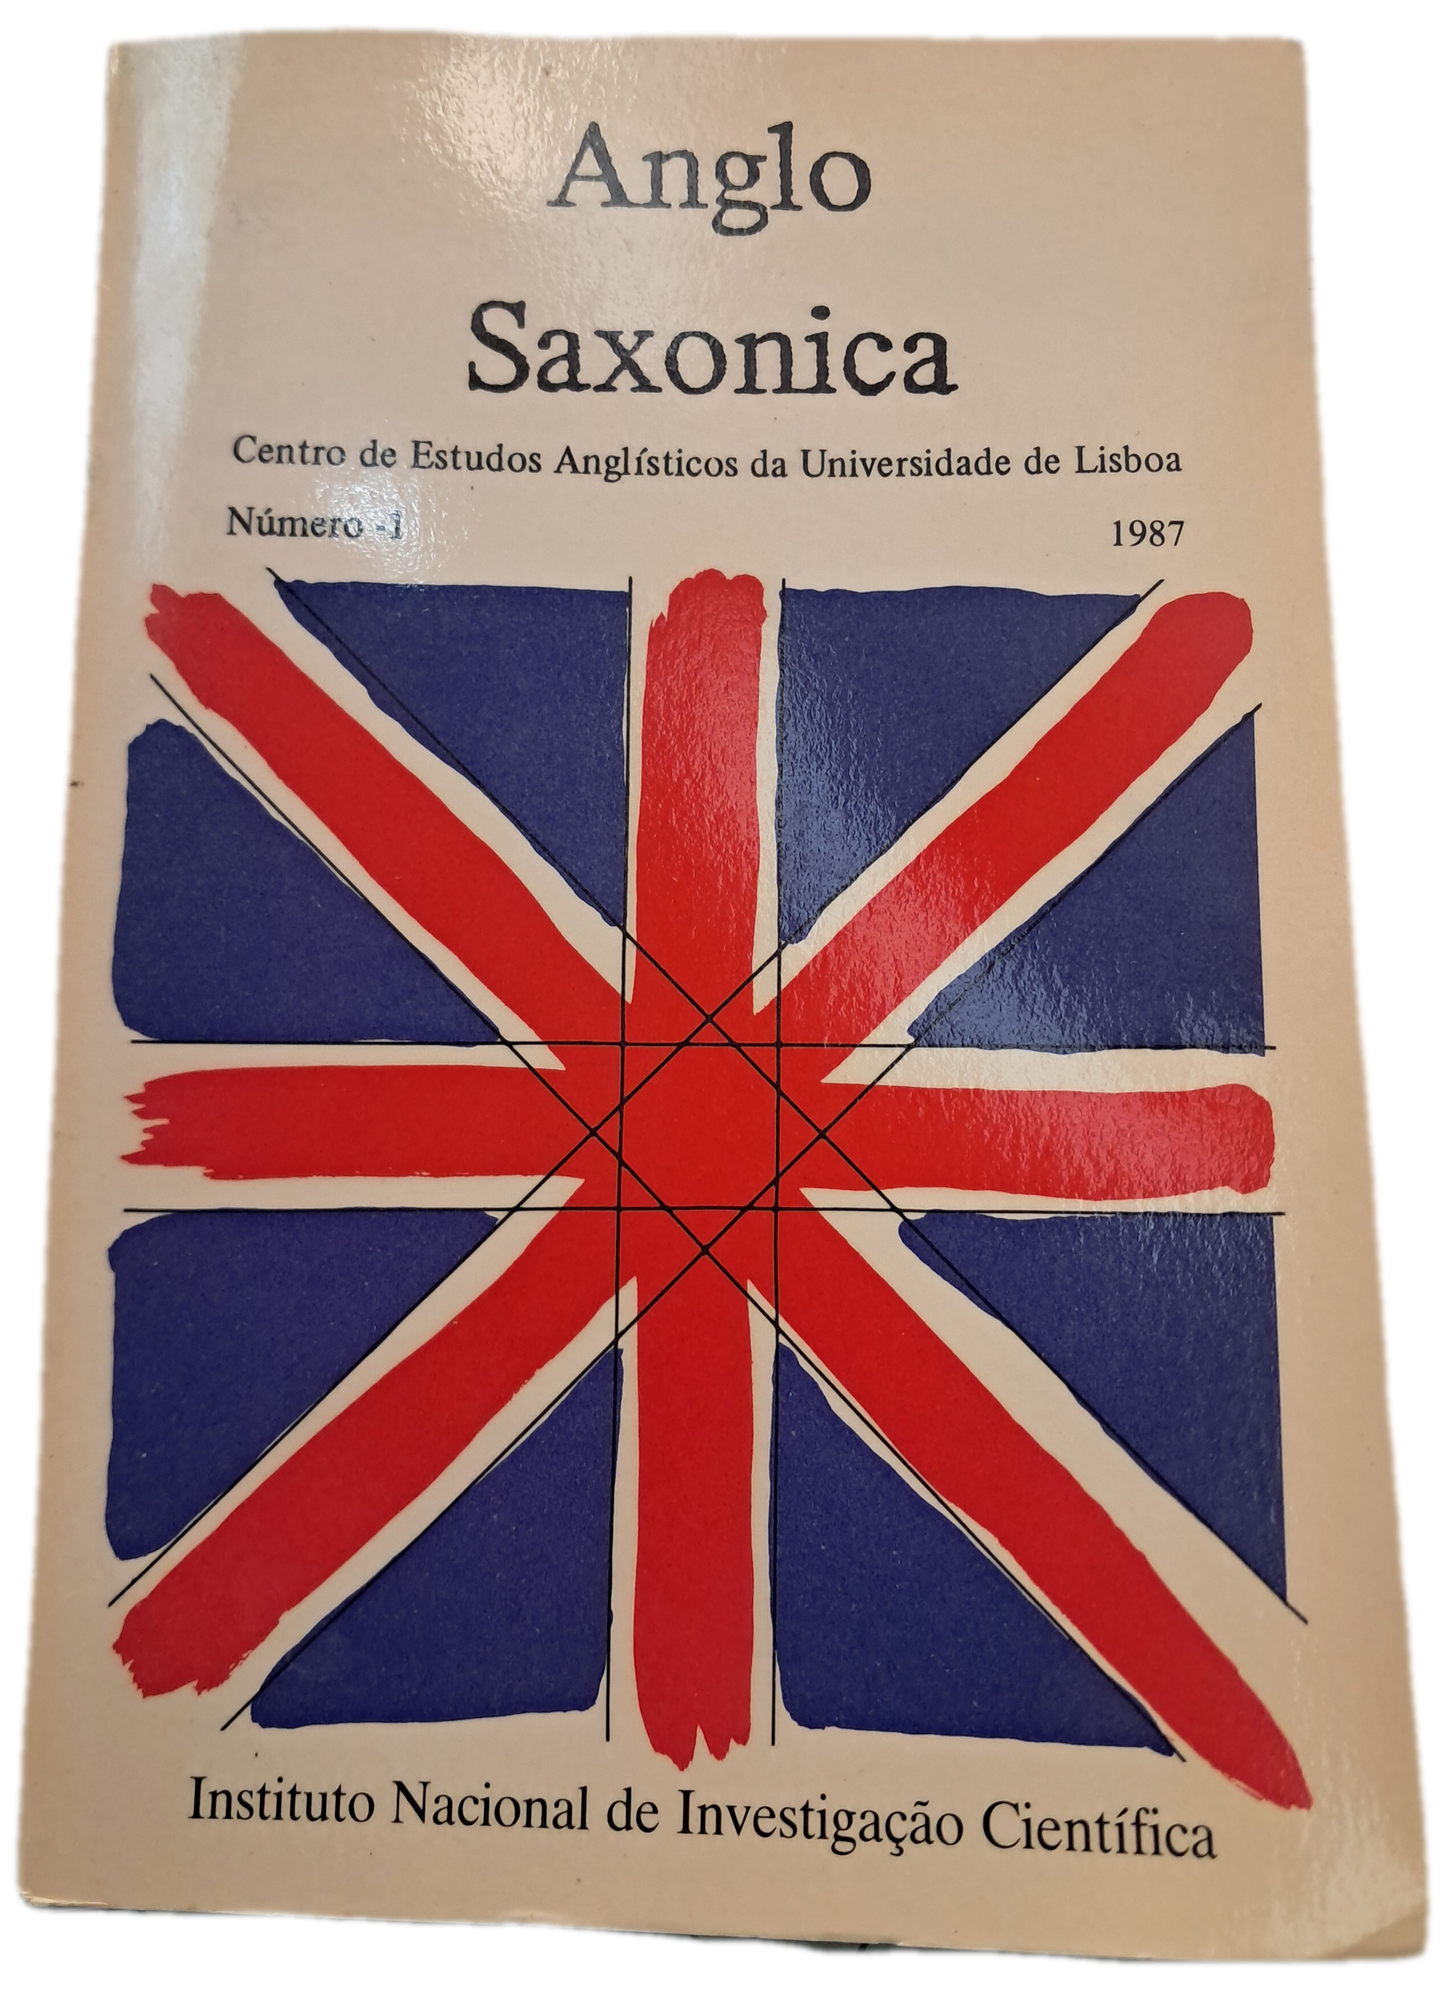 Anglo
Saxonica
Centro de Estudos Anglísticos da Universidade de Lisboa
Número -1 1987
Instituto Nacional de Investigação Científica